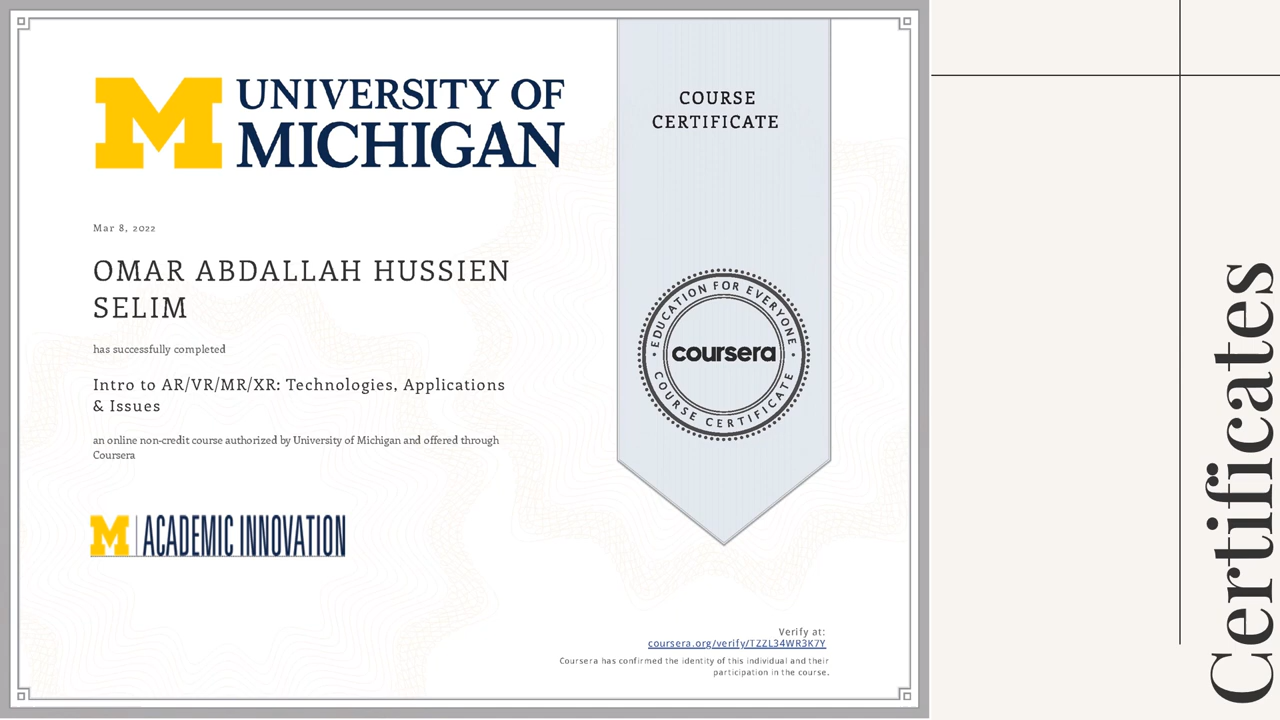 UNIVERSITY OF
MICHIGAN
COURSE
CERTIFICATE
Mar 8, 2022
OMAR ABDALLAH HUSSIEN
SELIM
has successfully completed
Intro to AR/VR/MR/XR: Technologies, Applications
& Issues
an online non-credit course authorized by University of Michigan and offered through
Coursera
EDUCATION FOR EVERYONE
coursera
COURSE CERTIFICATE
M ACADEMIC INNOVATION
Verify at:
coursera.org/verify/TZZL34WR3K7Y
Coursera has confirmed the identity of this individual and their
participation in the course.
Certificates